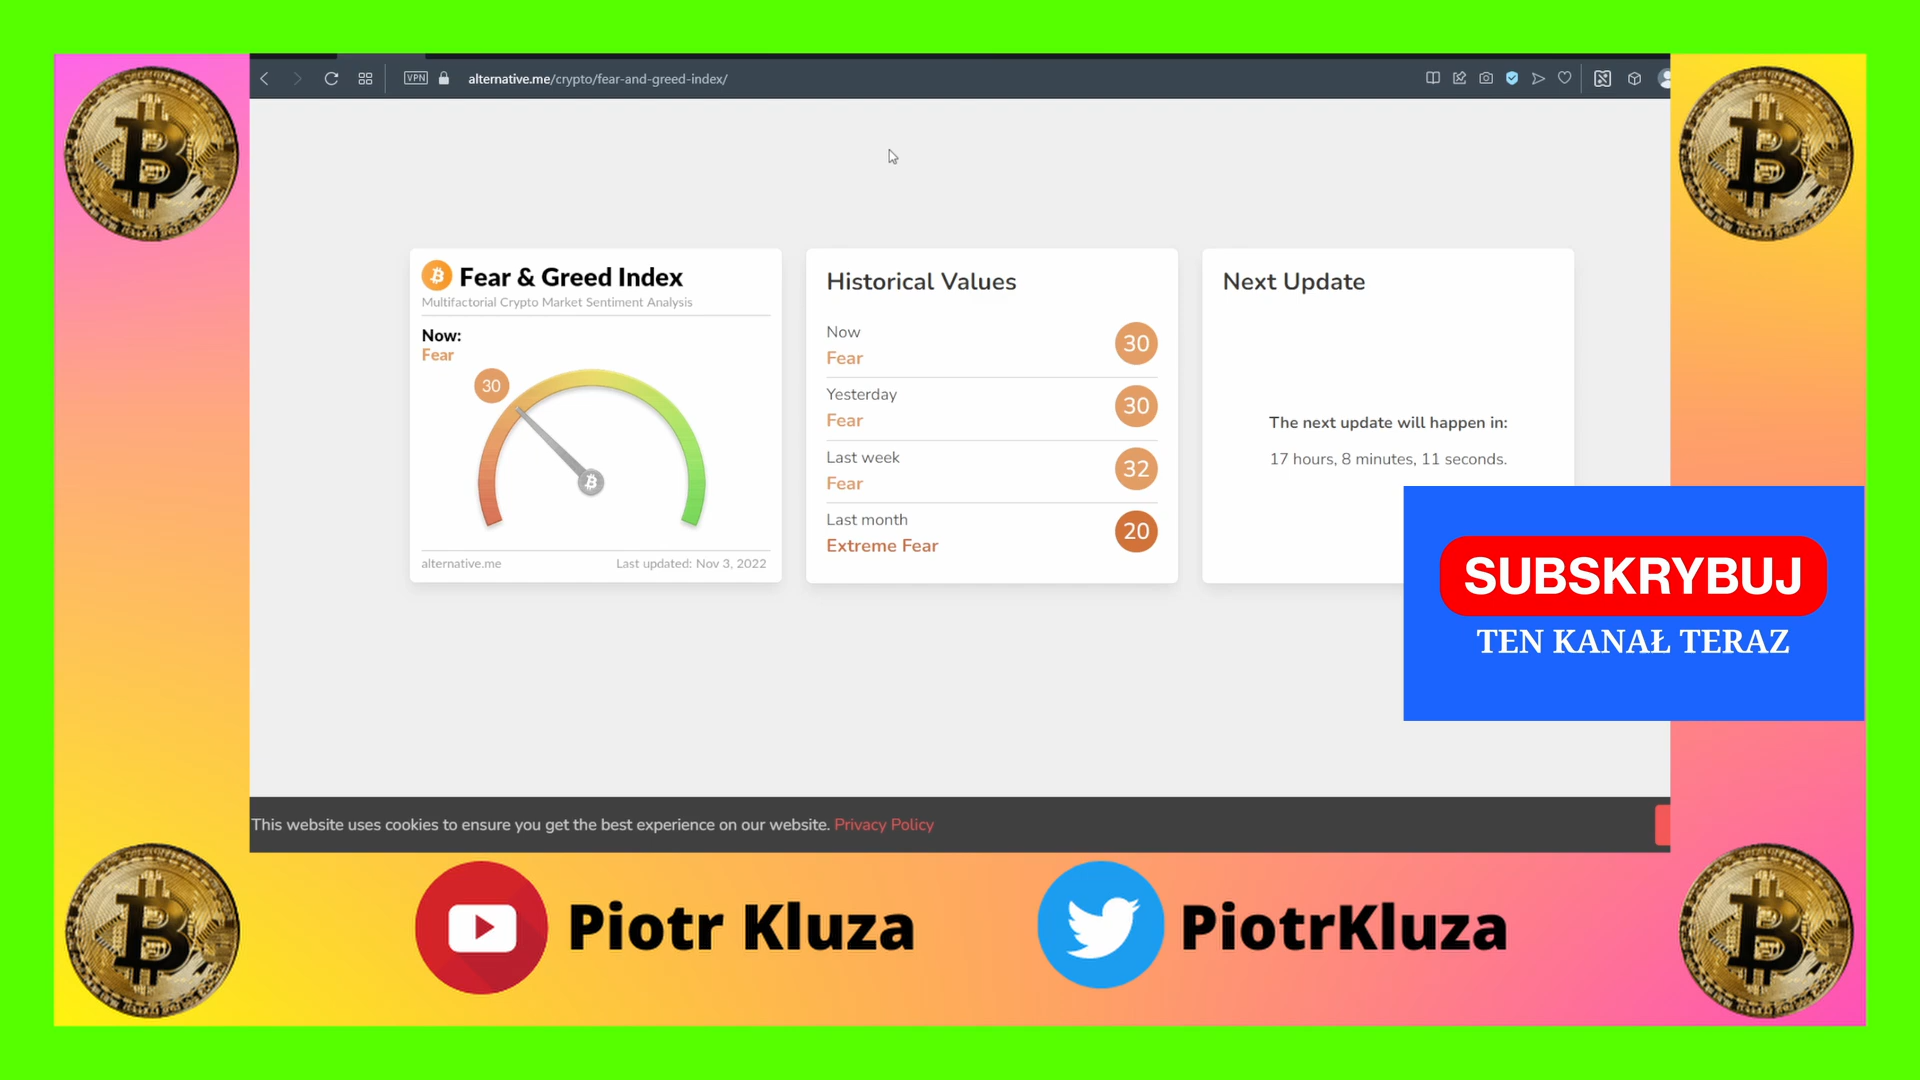 VPN
alternative.me/crypto/fear-and-greed-index/
Fear & Greed Index
Multifactorial Crypto Market Sentiment Analysis
Now:
Fear
30
alternative.me
Last updated: Nov 3, 2022
Historical Values
Now
Fear
30
Yesterday
Fear
30
Last week
Fear
32
Last month
Extreme Fear
20
Next Update
The next update will happen in:
17 hours, 8 minutes, 11 seconds.
SUBSKRYBUJ
TEN KANAŁ TERAZ
This website uses cookies to ensure you get the best experience on our website. Privacy Policy
Piotr Kluza
PiotrKluza